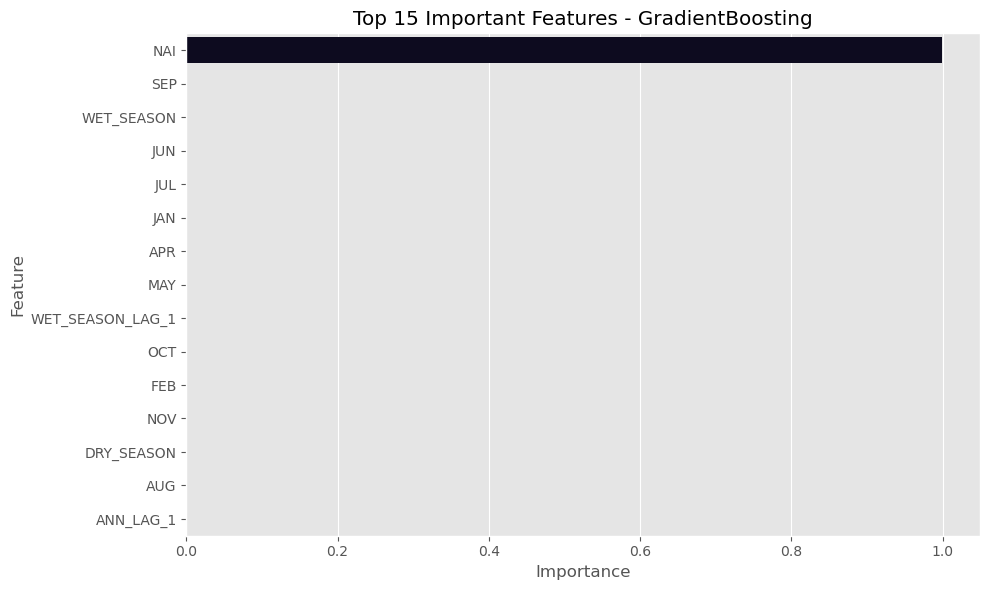 Top 15 Important Features - GradientBoosting
NAI
SEP
WET_SEASON
JUN
JUL
JAN
APR
MAY
WET_SEASON_LAG_1
OCT
FEB
NOV
DRY_SEASON
AUG
ANN_LAG_1
Feature
0.0 0.2 0.4 0.6 0.8 1.0
Importance